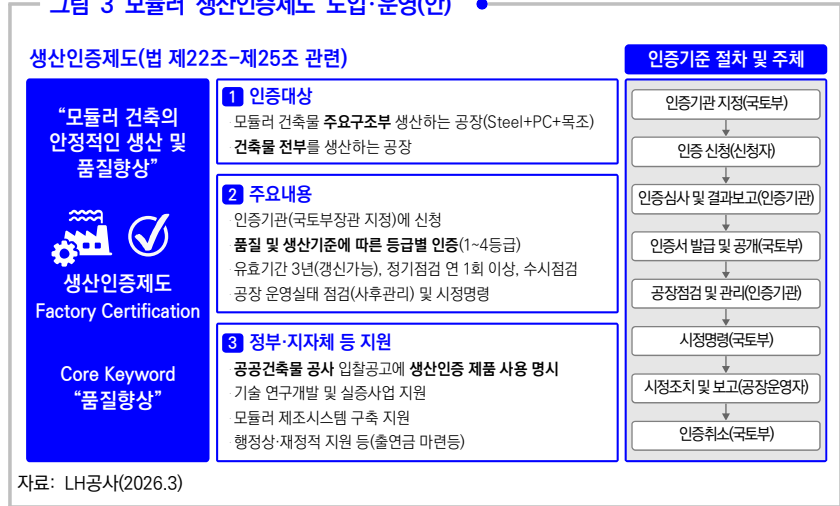 그림 3 모듈러 생산인증제도 도입·운영(안)
생산인증제도(법 제22조-제25조 관련)
“모듈러 건축의
안정적인 생산 및
품질향상”
생산인증제도
Factory Certification
Core Keyword
“품질향상”
1 인증대상
모듈러 건축물 주요구조부 생산하는 공장(Steel+PC+목조)
건축물 전부를 생산하는 공장
2 주요내용
인증기관(국토부장관 지정)에 신청
품질 및 생산기준에 따른 등급별 인증(1~4등급)
유효기간 3년(갱신가능), 정기점검 연 1회 이상, 수시점검
공장 운영실태 점검(사후관리) 및 시정명령
3 정부·지자체 등 지원
공공건축물 공사 입찰공고에 생산인증 제품 사용 명시
기술 연구개발 및 실증사업 지원
모듈러 제조시스템 구축 지원
행정상·재정적 지원 등(출연금 마련등)
인증기준 절차 및 주체
인증기관 지정(국토부)
인증 신청(신청자)
인증심사 및 결과보고(인증기관)
인증서 발급 및 공개(국토부)
공장점검 및 관리(인증기관)
시정명령(국토부)
시정조치 및 보고(공장운영자)
인증취소(국토부)
자료: LH공사(2026.3)